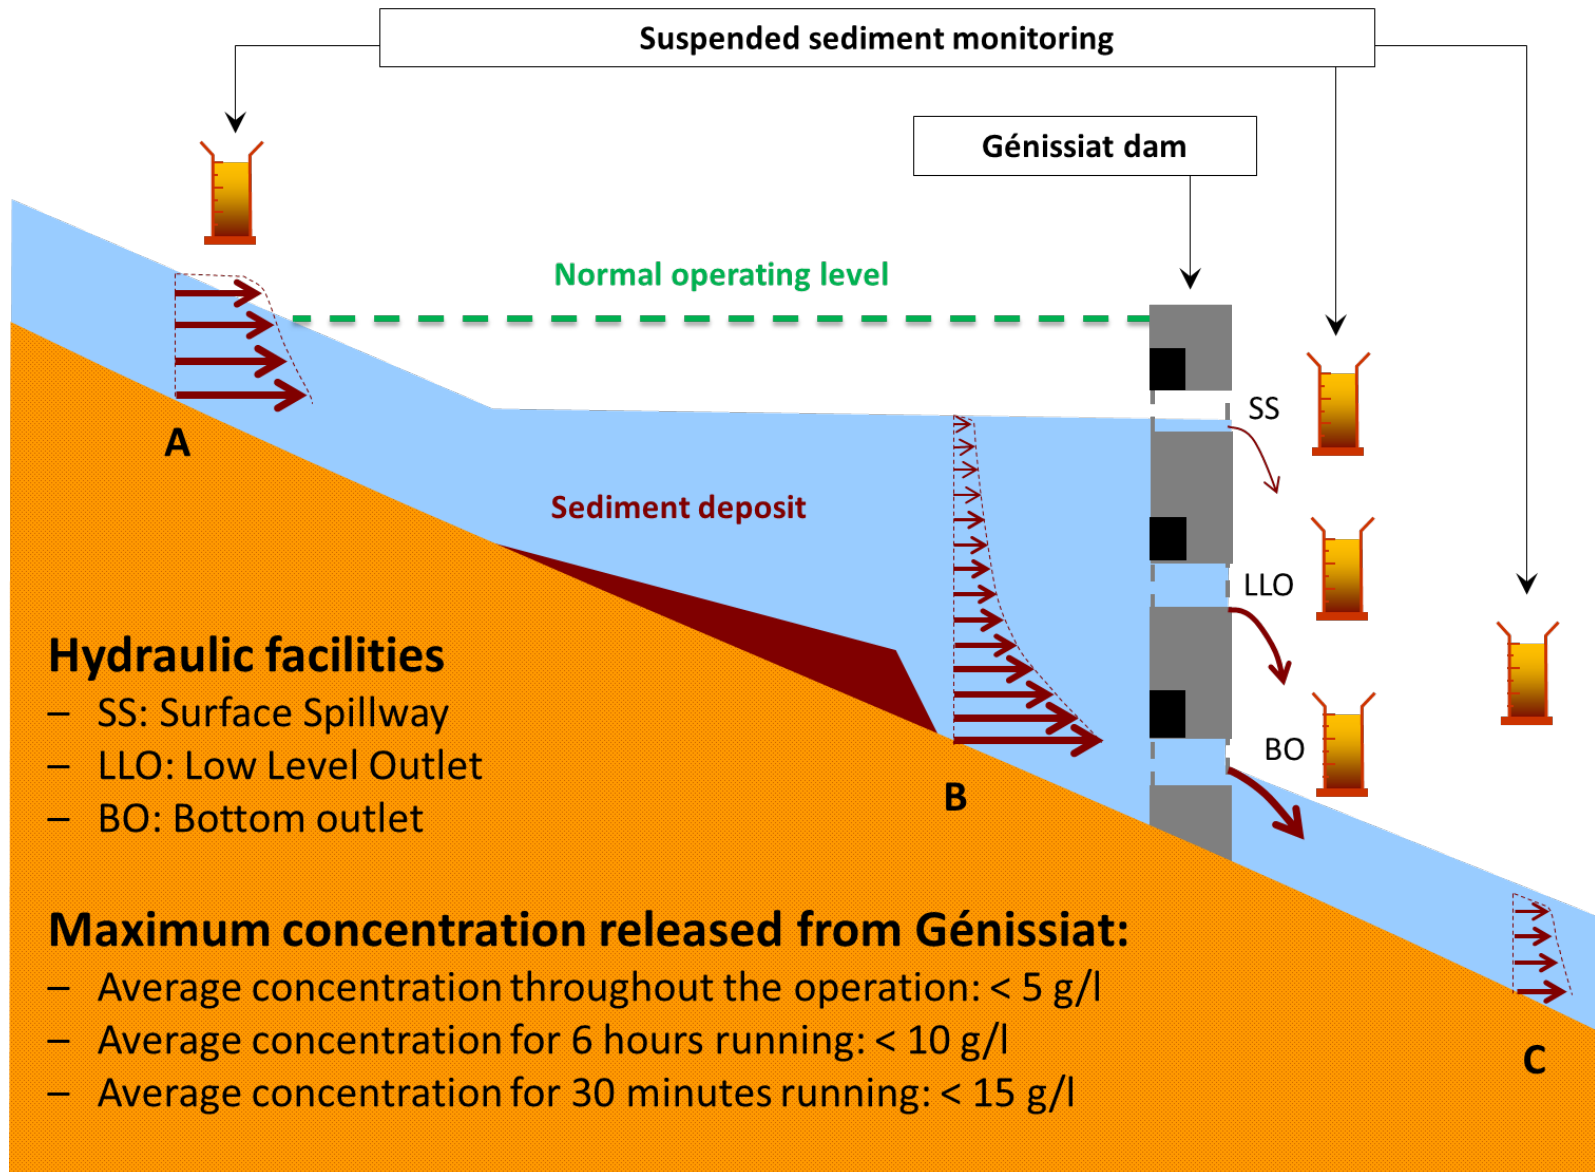 Suspended sediment monitoring
Génissiat dam
Normal operating level
SS
A
Sediment deposit
LLO
Hydraulic facilities
– SS: Surface Spillway
– LLO: Low Level Outlet
– BO: Bottom outlet
BO
B
Maximum concentration released from Génissiat:
– Average concentration throughout the operation: < 5 g/l
– Average concentration for 6 hours running: < 10 g/l
– Average concentration for 30 minutes running: < 15 g/l
C